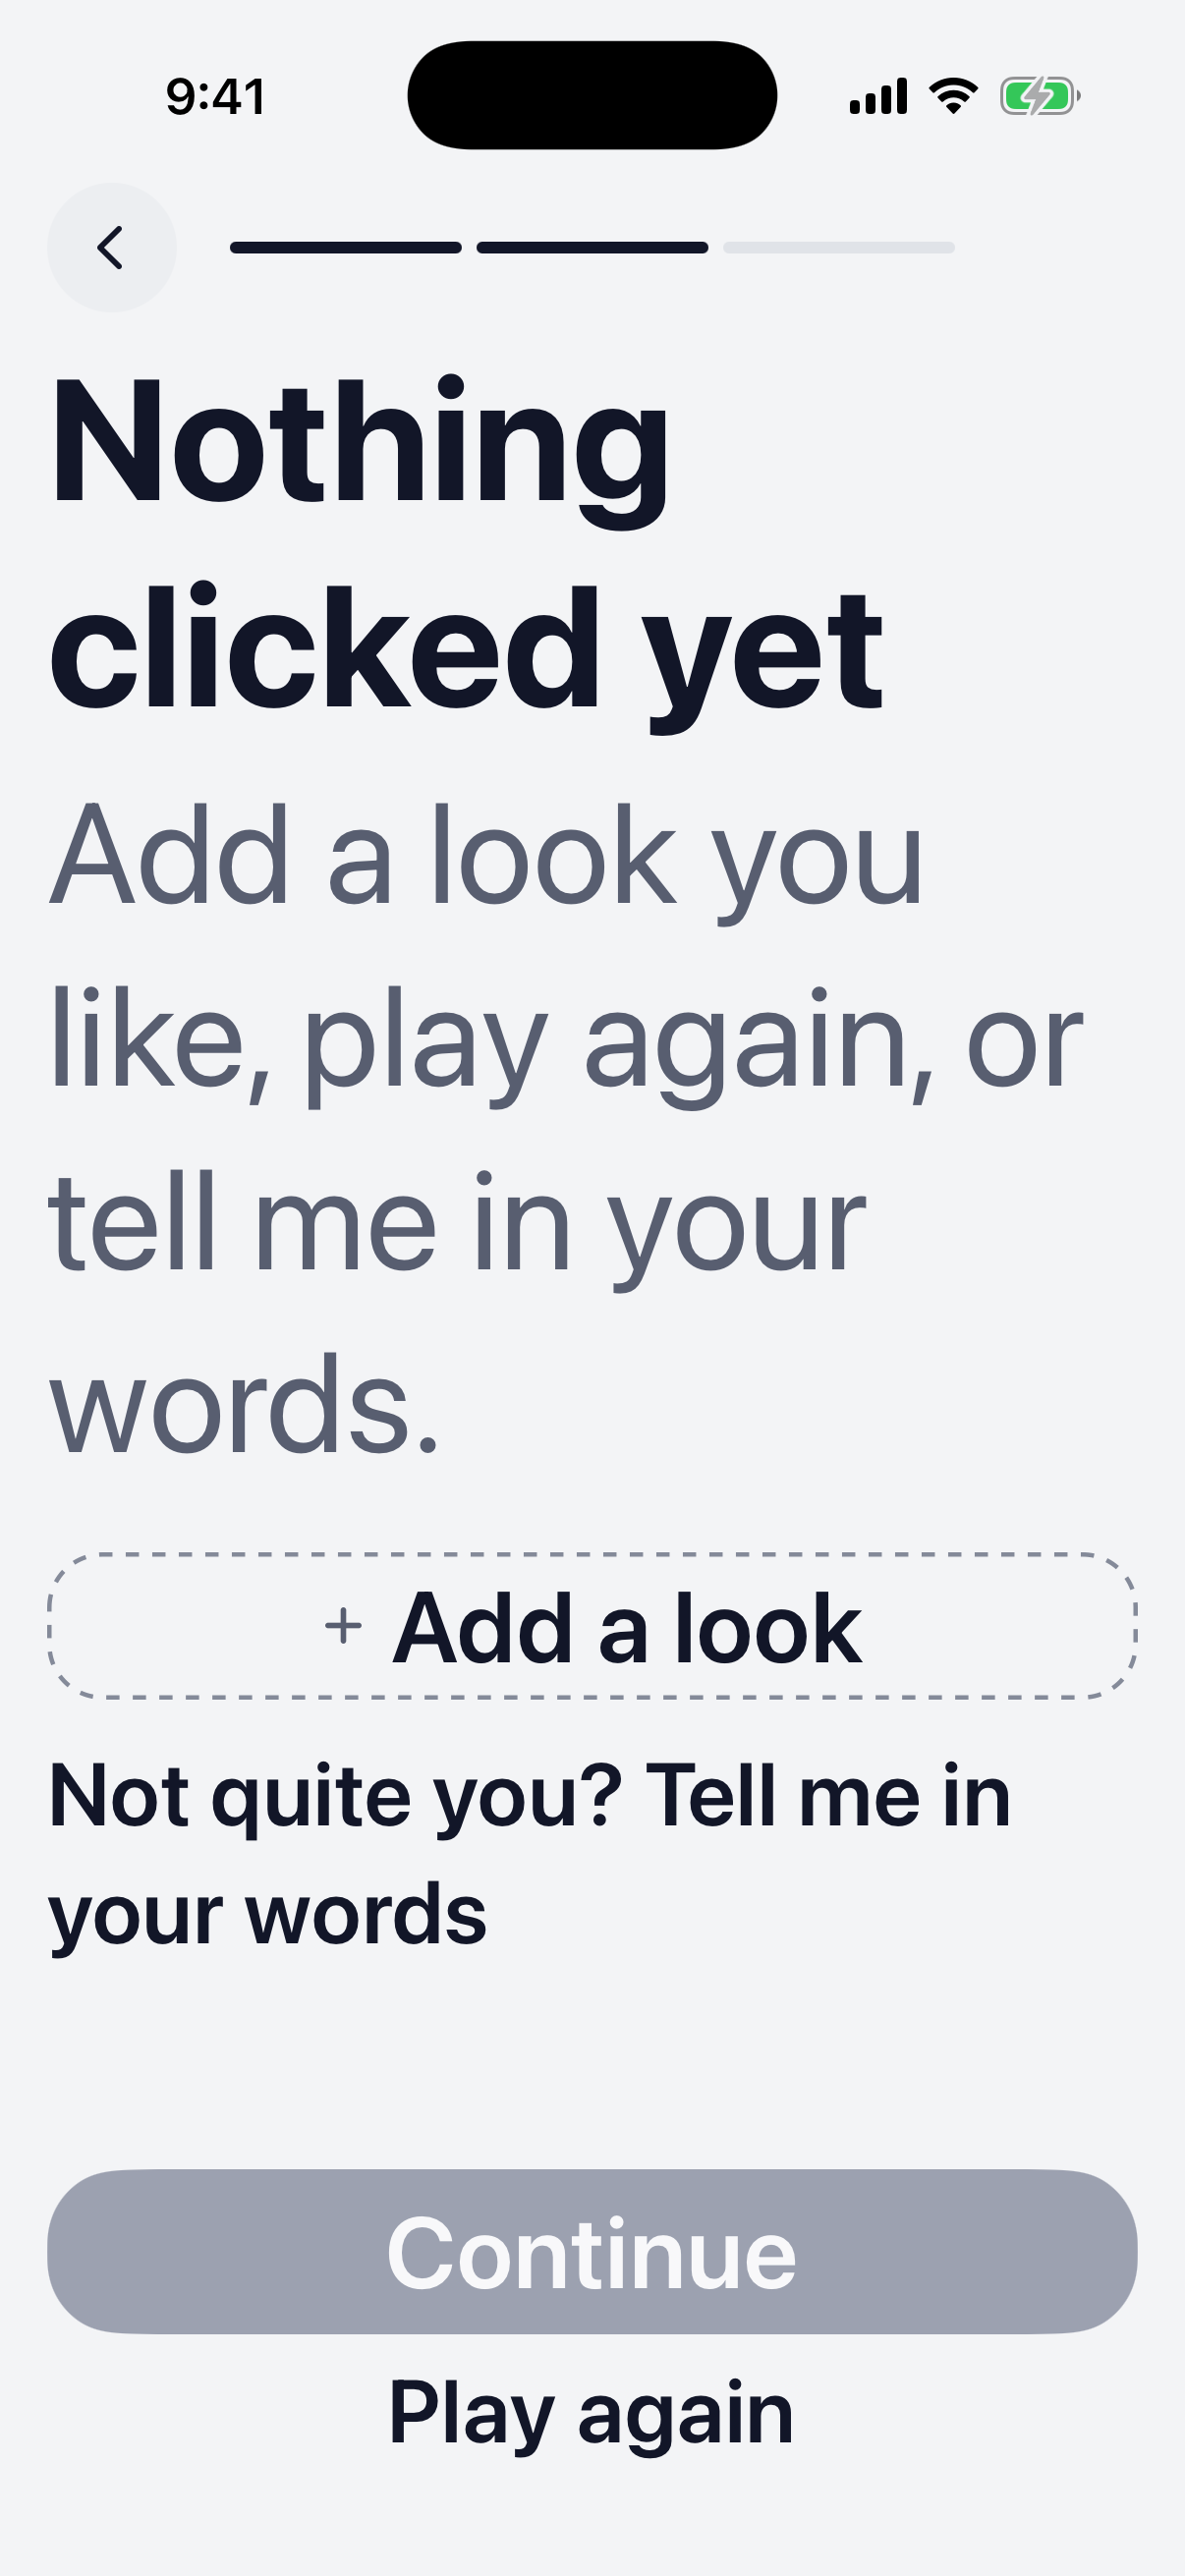 9:41
Nothing
clicked yet
Add a look you
like, play again, or
tell me in your
words.
+ Add a look
Not quite you? Tell me in
your words
Continue
Play again